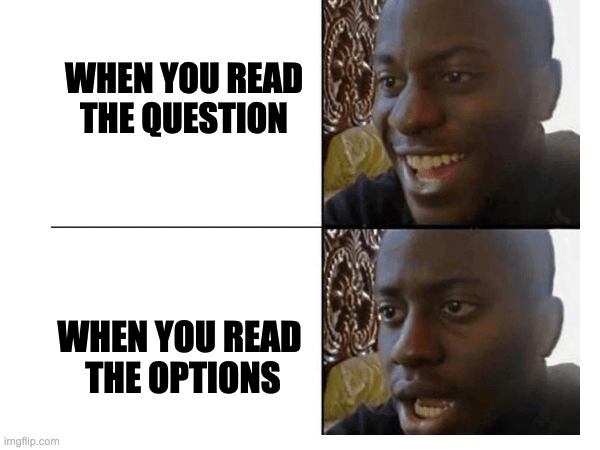 WHEN YOU READ
THE QUESTION
WHEN YOU READ
THE OPTIONS
imgflip.com